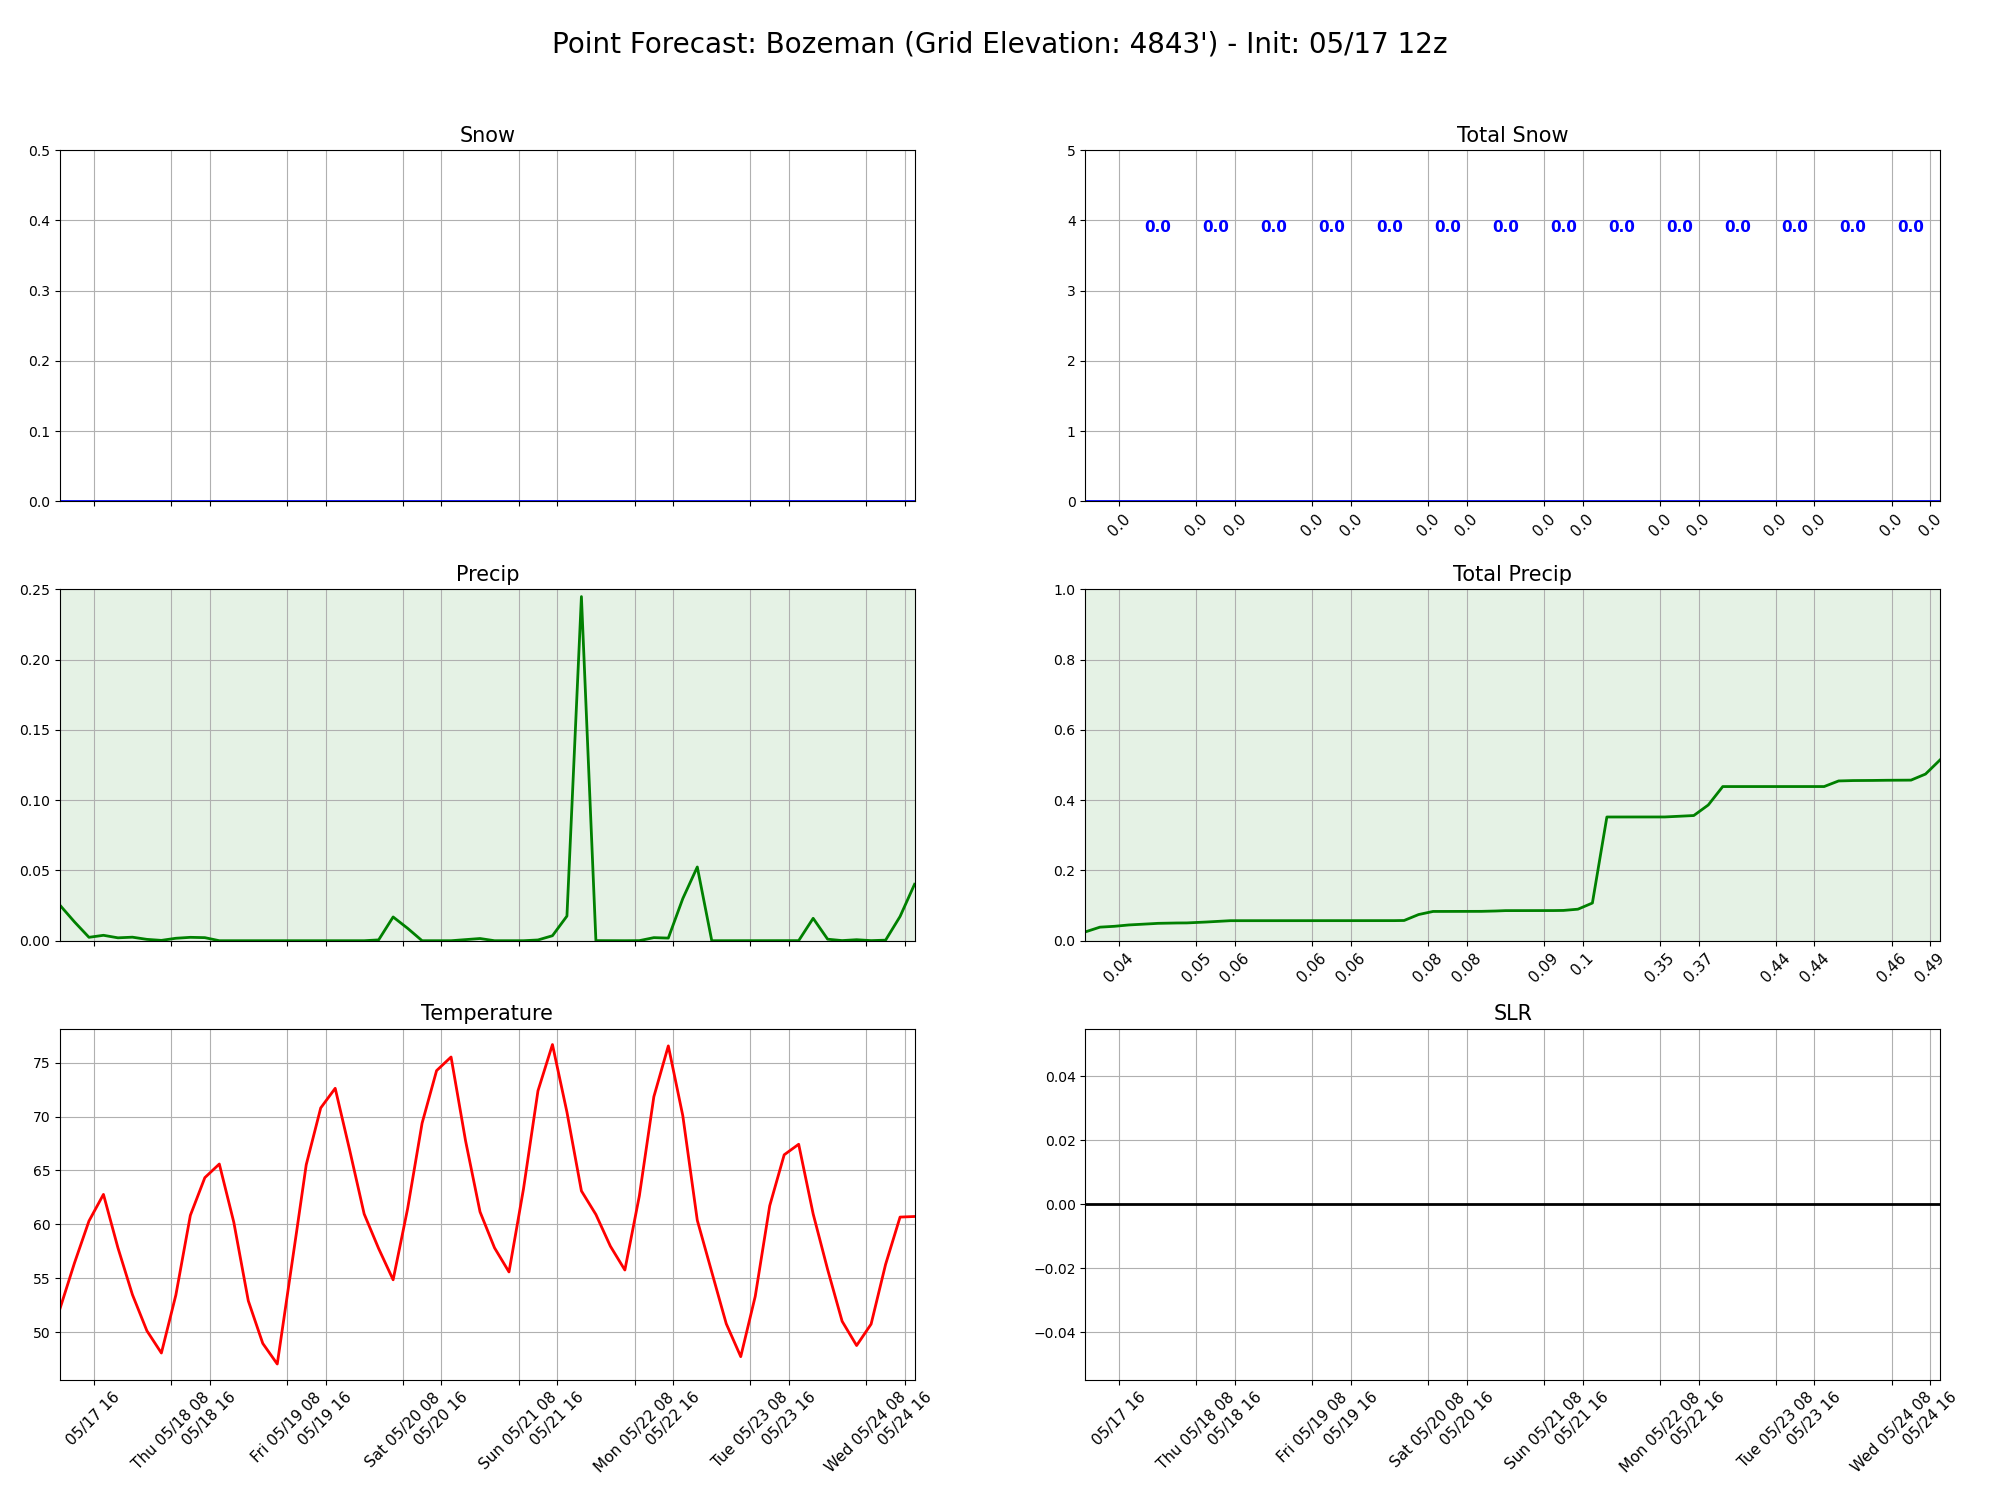 Point Forecast: Bozeman (Grid Elevation: 4843') - Init: 05/17 12z
Snow
0.5
0.4
0.3
0.2
0.1
0.0
Total Snow
5
4
3
2
1
0
0.0 0.0 0.0 0.0 0.0 0.0 0.0 0.0 0.0 0.0 0.0 0.0 0.0 0.0
0.0 0.0 0.0 0.0 0.0 0.0 0.0 0.0 0.0 0.0 0.0 0.0 0.0 0.0 0.0
Precip
0.25
0.20
0.15
0.10
0.05
0.00
Total Precip
1.0
0.8
0.6
0.4
0.2
0.0
0.04 0.05 0.06 0.06 0.06 0.08 0.08 0.09 0.1 0.35 0.37 0.44 0.44 0.46 0.49
Temperature
75
70
65
60
55
50
05/17 16
Thu 05/18 08
05/18 16
Fri 05/19 08
05/19 16
Sat 05/20 08
05/20 16
Sun 05/21 08
05/21 16
Mon 05/22 08
05/22 16
Tue 05/23 08
05/23 16
Wed 05/24 08
05/24 16
SLR
0.04
0.02
0.00
−0.02
−0.04
05/17 16
Thu 05/18 08
05/18 16
Fri 05/19 08
05/19 16
Sat 05/20 08
05/20 16
Sun 05/21 08
05/21 16
Mon 05/22 08
05/22 16
Tue 05/23 08
05/23 16
Wed 05/24 08
05/24 16